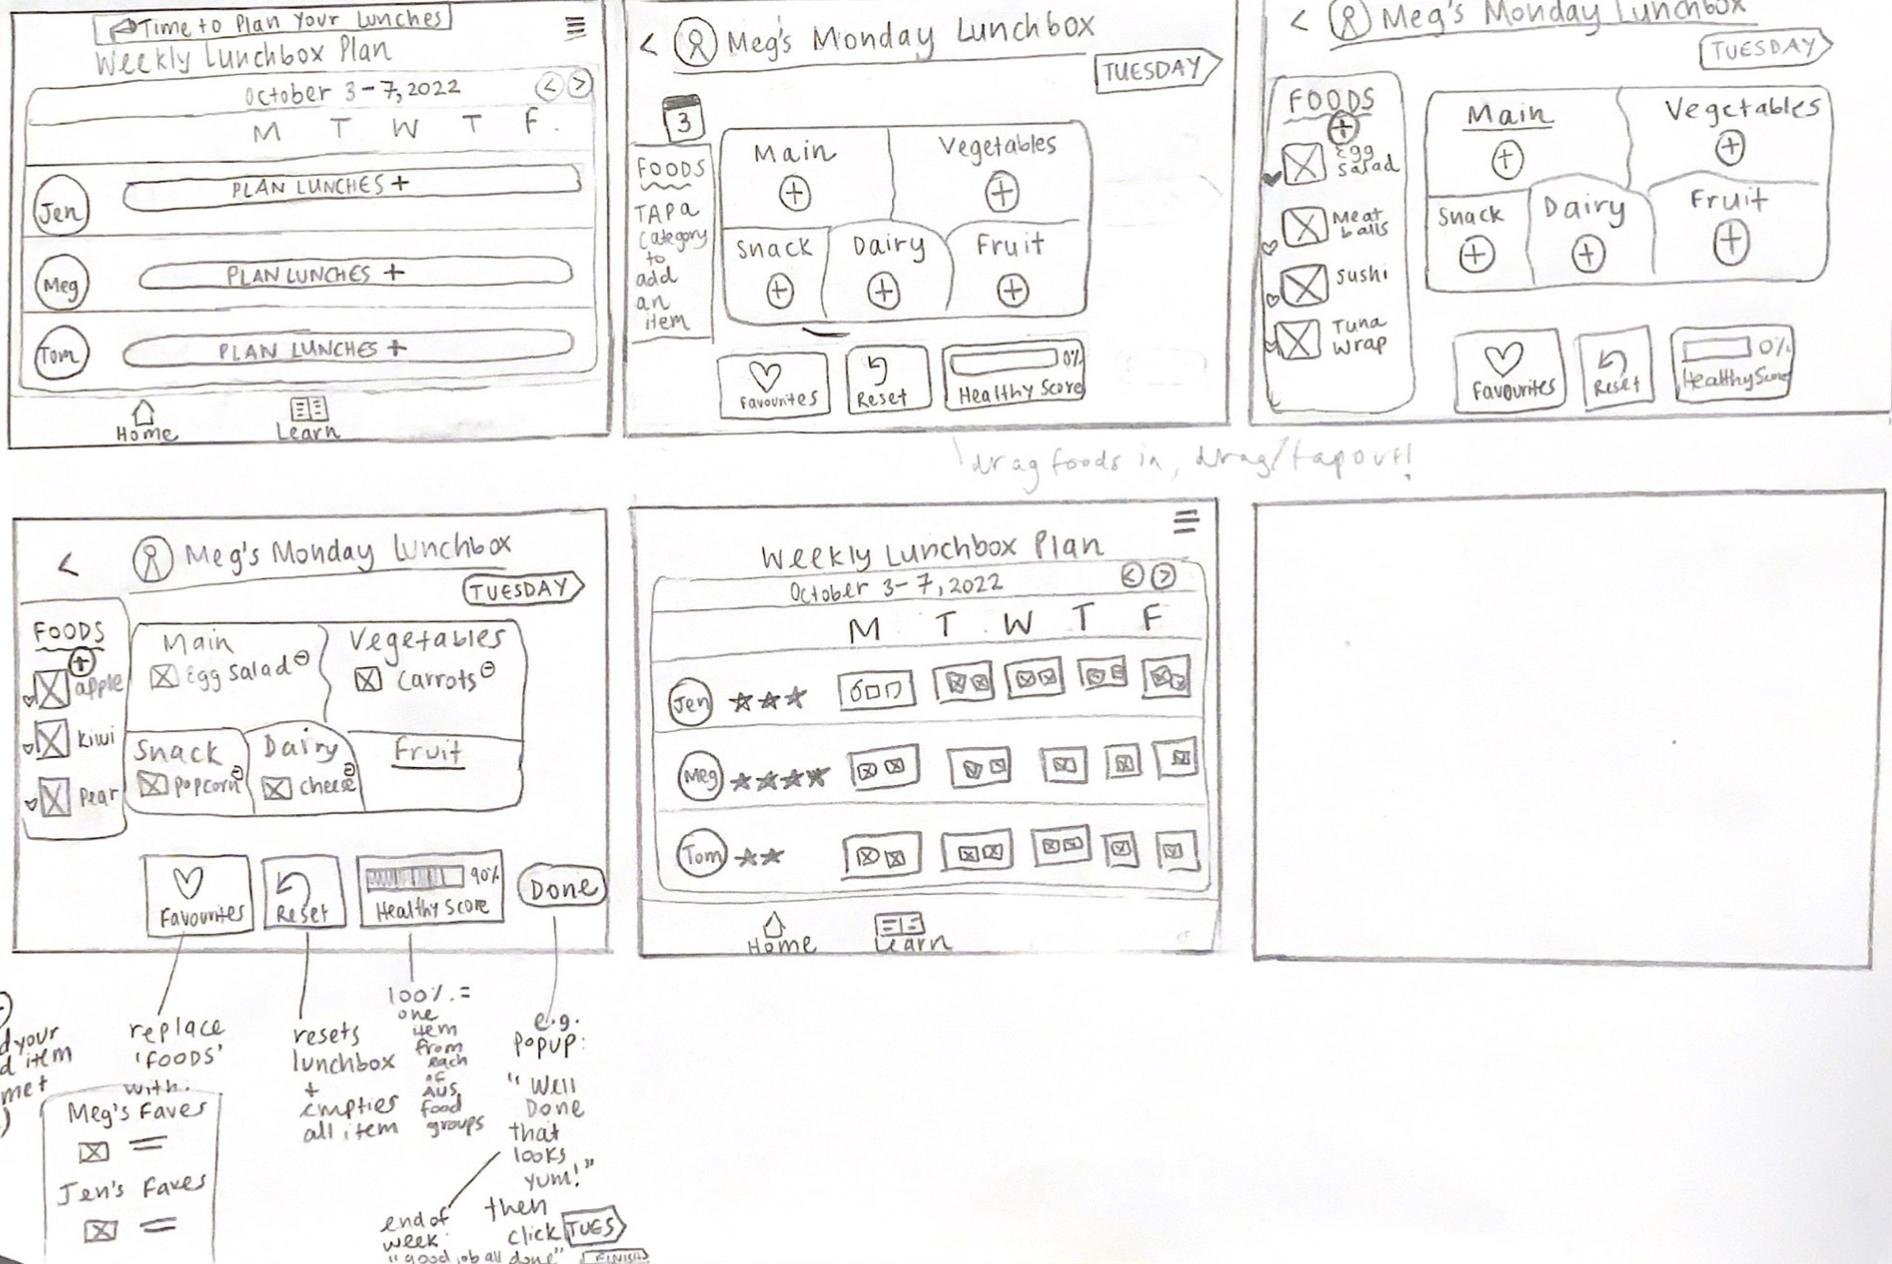 Time to Plan Your Lunches
Weekly Lunchbox Plan
October 3-7, 2022
< >
M T W T F.
Jen PLAN LUNCHES +
Meg PLAN LUNCHES +
Tom PLAN LUNCHES +
Home Learn
< Meg's Monday Lunchbox
TUESDAY
3
FOODS
TAP a
category
to
add
an
item
Main Vegetables
+ +
Snack Dairy Fruit
+ + +
Favourites
Reset
0%
Healthy Score
< Meg's Monday Lunchbox
TUESDAY
FOODS
+
Egg
Salad
Meat
balls
Sushi
Tuna
wrap
Main Vegetables
+ +
Snack Dairy Fruit
+ + +
Favourites
Reset
0%
Healthy Score
drag foods in, drag/tap out!
< Meg's Monday Lunchbox
TUESDAY
FOODS
+
apple
kiwi
Pear
Main
Egg Salad -
Vegetables
Carrots -
Snack
Popcorn -
Dairy
cheese -
Fruit
Favourites
Reset
90%
Healthy Score
Done
Weekly Lunchbox Plan
October 3-7, 2022
< >
M T W T F
Jen
Meg
Tom
Home Learn
d your
d item
met
)
replace
'FOODS'
with:
Meg's Faves
Jen's Faves
resets
lunchbox
+
empties
all item
100% =
one
item
from
each
of
AUS
food
groups
e.g.
Popup:
"Well
Done
that
looks
yum!"
then
click TUES
end of
week:
"good job all done" FINISH